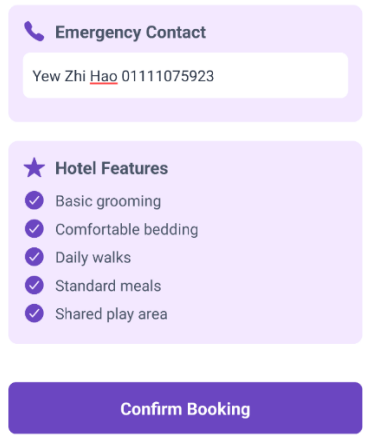 Emergency Contact
Yew Zhi Hao 01111075923
Hotel Features
Basic grooming
Comfortable bedding
Daily walks
Standard meals
Shared play area
Confirm Booking